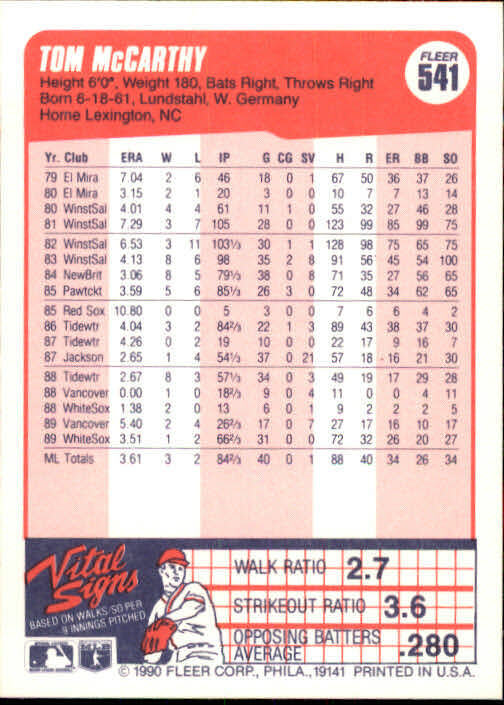 TOM McCARTHY
FLEER
541
Height 6'0", Weight 180, Bats Right, Throws Right
Born 6-18-61, Lundstahl, W. Germany
Home Lexington, NC
Yr. Club ERA W L IP G CG SV H R ER BB SO
79 El Mira 7.04 2 6 46 18 0 1 67 50 36 37 26
80 El Mira 3.15 2 1 20 3 0 0 10 7 7 13 14
80 WinstSal 4.01 4 4 61 11 1 0 55 32 27 46 28
81 WinstSal 7.29 3 7 105 28 0 0 123 99 85 99 75
82 WinstSal 6.53 3 11 103⅓ 30 1 1 128 98 75 65 75
83 WinstSal 4.13 8 6 98 35 2 8 91 56 45 54 100
84 NewBrit 3.06 8 5 79⅓ 38 0 8 71 35 27 56 65
85 Pawtckt 3.59 5 6 85⅓ 26 3 0 72 48 34 62 65
85 Red Sox 10.80 0 0 5 3 0 0 7 6 6 4 2
86 Tidewtr 4.04 3 2 84⅔ 22 1 3 89 43 38 37 30
87 Tidewtr 4.26 0 2 19 10 0 0 22 17 9 16 7
87 Jackson 2.65 1 4 54⅓ 37 0 21 57 18 16 21 30
88 Tidewtr 2.67 8 3 57⅓ 34 0 3 49 19 17 29 28
88 Vancover 0.00 1 0 18⅔ 9 0 4 11 0 0 4 11
88 WhiteSox 1.38 2 0 13 6 0 1 9 2 2 2 5
89 Vancover 5.40 2 4 26⅔ 17 0 7 27 17 16 10 17
89 WhiteSox 3.51 1 2 66⅔ 31 0 0 72 32 26 20 27
ML Totals 3.61 3 2 84⅔ 40 0 1 88 40 34 26 34
Vital
Signs
BASED ON WALKS/SO PER
9 INNINGS PITCHED
WALK RATIO 2.7
STRIKEOUT RATIO 3.6
OPPOSING BATTERS
AVERAGE .280
© 1990 FLEER CORP., PHILA., 19141 PRINTED IN U.S.A.